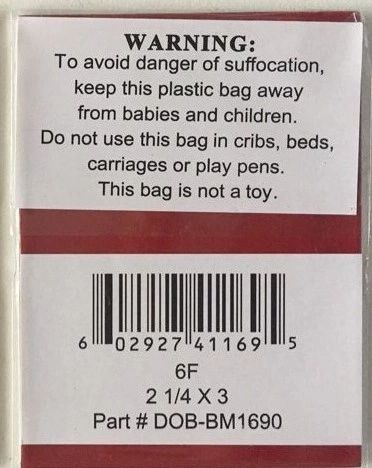 WARNING:
To avoid danger of suffocation,
keep this plastic bag away
from babies and children.
Do not use this bag in cribs, beds,
carriages or play pens.
This bag is not a toy.
6 02927 41169 5
6F
2 1/4 X 3
Part # DOB-BM1690